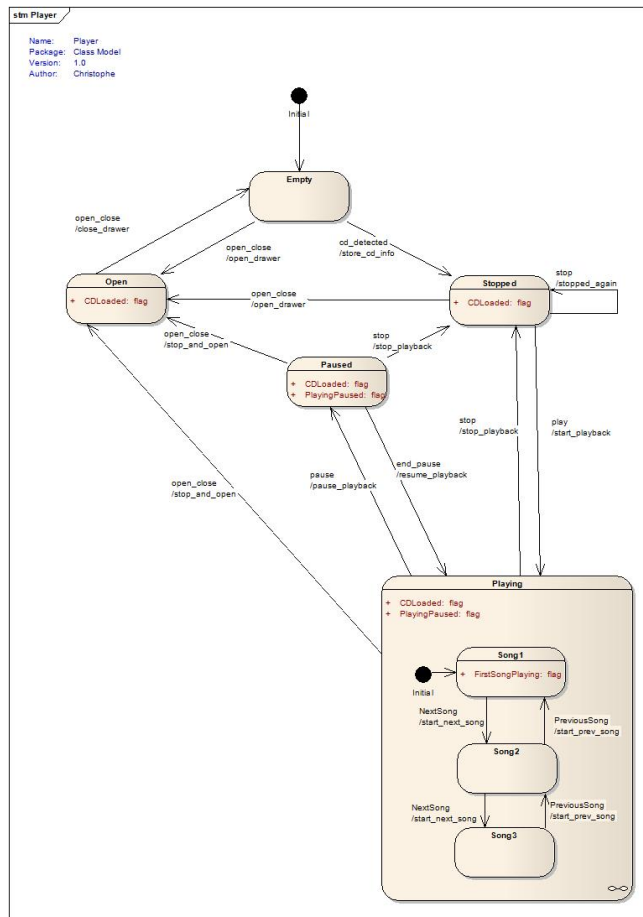 stm Player
Name: Player
Package: Class Model
Version: 1.0
Author: Christophe
Initial
Empty
open_close
/close_drawer
open_close
/open_drawer
cd_detected
/store_cd_info
Open
+ CDLoaded: flag
Stopped
+ CDLoaded: flag
stop
/stopped_again
open_close
/open_drawer
open_close
/stop_and_open
stop
/stop_playback
Paused
+ CDLoaded: flag
+ PlayingPaused: flag
stop
/stop_playback
play
/start_playback
pause
/pause_playback
end_pause
/resume_playback
open_close
/stop_and_open
Playing
+ CDLoaded: flag
+ PlayingPaused: flag
Song1
+ FirstSongPlaying: flag
Initial
NextSong
/start_next_song
PreviousSong
/start_prev_song
Song2
NextSong
/start_next_song
PreviousSong
/start_prev_song
Song3